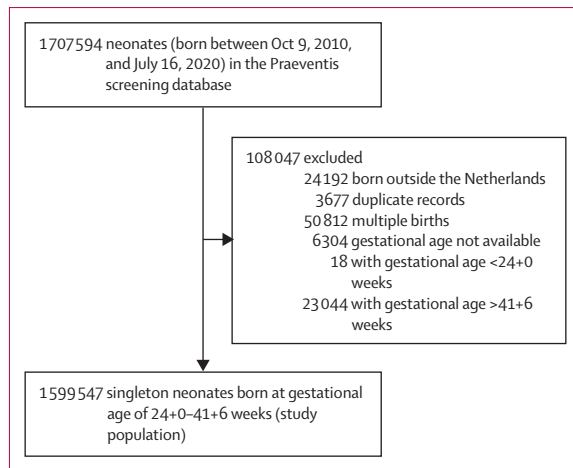 1707594 neonates (born between Oct 9, 2010,
and July 16, 2020) in the Praeventis
screening database
108047 excluded
24192 born outside the Netherlands
3677 duplicate records
50812 multiple births
6304 gestational age not available
18 with gestational age <24+0
weeks
23044 with gestational age >41+6
weeks
1599547 singleton neonates born at gestational
age of 24+0–41+6 weeks (study
population)